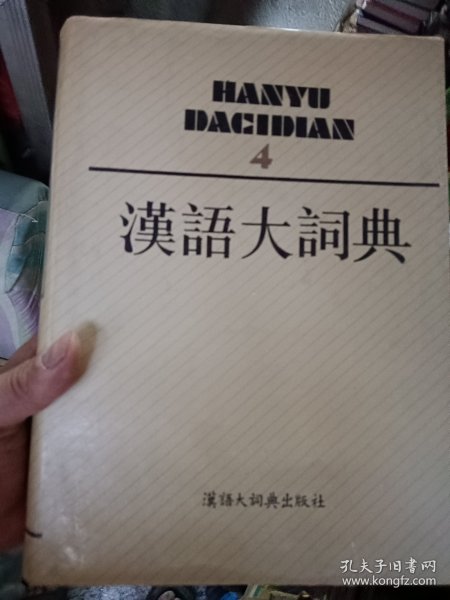 HANYU
DACIDIAN
4
漢語大詞典
漢語大詞典出版社
孔夫子旧书网
www.kongfz.com